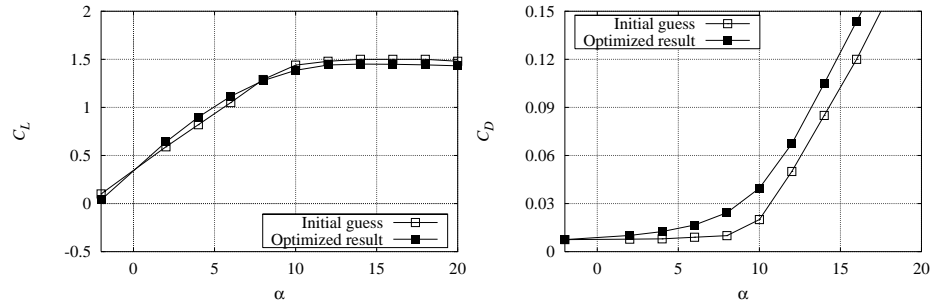 2
1.5
1
0.5
0
-0.5
C_L
Initial guess
Optimized result
0 5 10 15 20
α
0.15
0.12
0.09
0.06
0.03
0
C_D
Initial guess
Optimized result
0 5 10 15 20
α